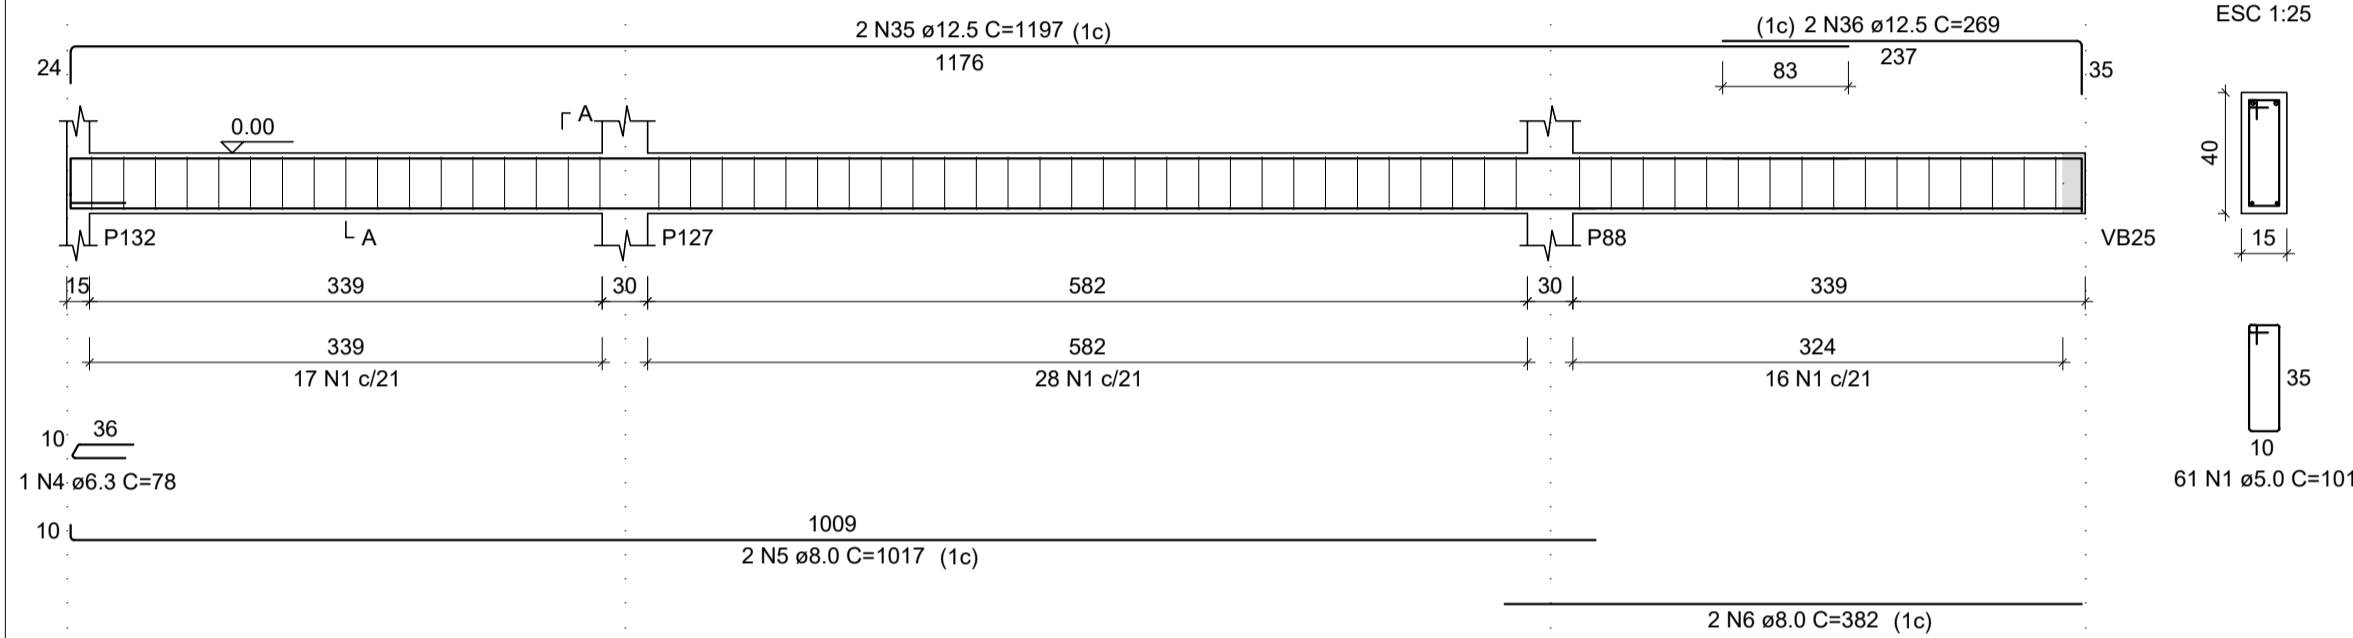 ESC 1:25
2 N35 ø12.5 C=1197 (1c)
(1c) 2 N36 ø12.5 C=269
1176
237
24
83
35
A
0.00
40
P132
A
P127
P88
VB25
15
15
339
30
582
30
339
339
582
324
17 N1 c/21
28 N1 c/21
16 N1 c/21
35
10
36
10
1 N4 ø6.3 C=78
61 N1 ø5.0 C=101
10
1009
2 N5 ø8.0 C=1017 (1c)
2 N6 ø8.0 C=382 (1c)